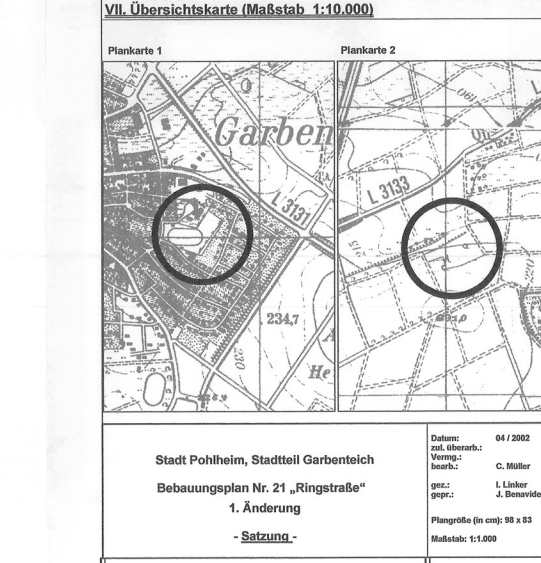 VII. Übersichtskarte (Maßstab 1:10.000)
Plankarte 1
Plankarte 2
Garben
L 3131
L 3133
234,7
220
He
Stadt Pohlheim, Stadtteil Garbenteich
Bebauungsplan Nr. 21 „Ringstraße“
1. Änderung
- Satzung -
Datum: 04 / 2002
zul. überarb.:
Vermg.:
bearb.: C. Müller
gez.: I. Linker
gepr.: J. Benavide
Plangröße (in cm): 98 x 83
Maßstab: 1:1.000